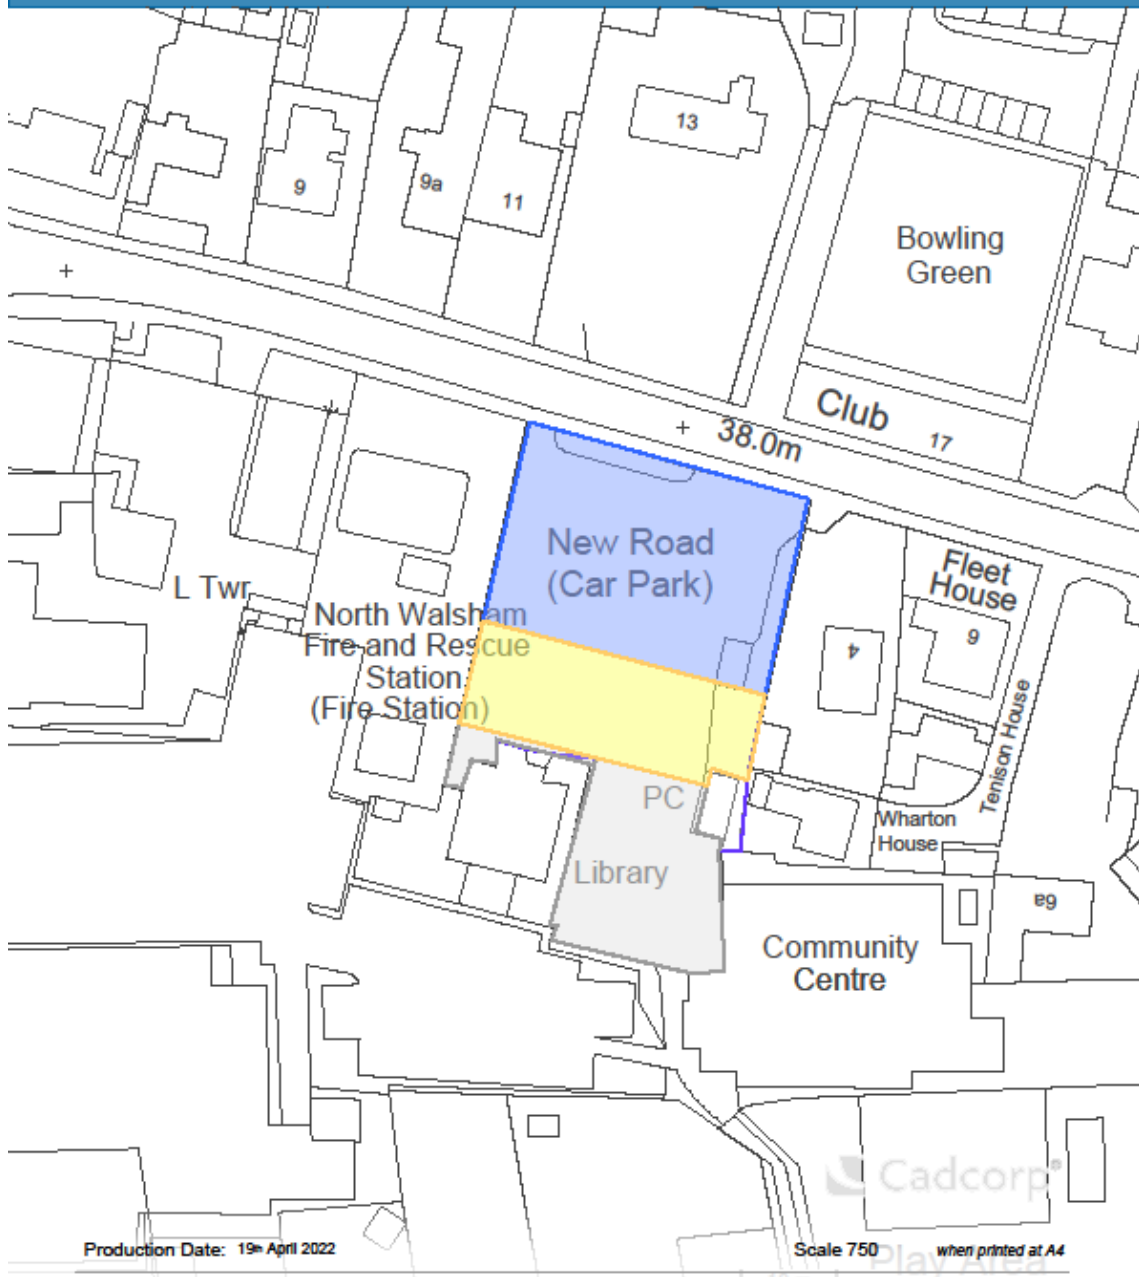 13
9
9a
11
Bowling
Green
Club
17
38.0m
New Road
(Car Park)
Fleet
House
6
4
L Twr
North Walsham
Fire and Rescue
Station
(Fire Station)
Tenison House
PC
Wharton
House
Library
6a
Community
Centre
Cadcorp®
Production Date: 19th April 2022
Scale 750
when printed at A4
Play Area